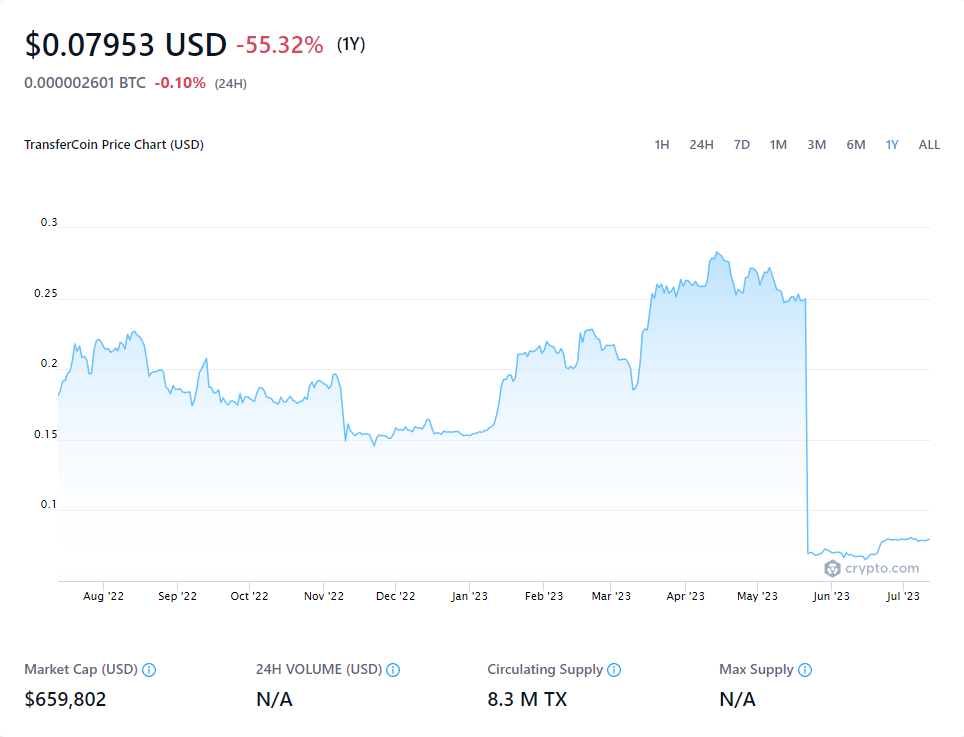 $0.07953 USD -55.32% (1Y)
0.000002601 BTC -0.10% (24H)
TransferCoin Price Chart (USD) 1H 24H 7D 1M 3M 6M 1Y ALL
0.3
0.25
0.2
0.15
0.1
crypto.com
Aug '22 Sep '22 Oct '22 Nov '22 Dec '22 Jan '23 Feb '23 Mar '23 Apr '23 May '23 Jun '23 Jul '23
Market Cap (USD) 24H VOLUME (USD) Circulating Supply Max Supply
$659,802 N/A 8.3 M TX N/A